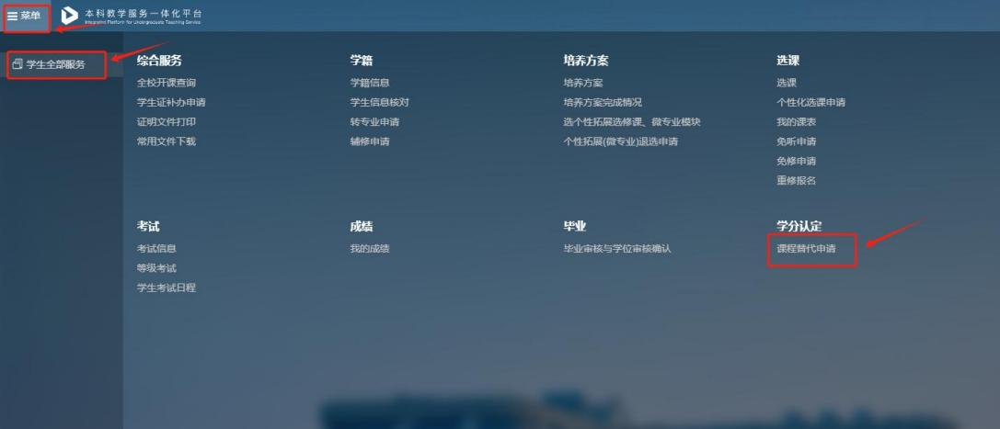 菜单
本科教学服务一体化平台
Integrated Platform for Undergraduate Teaching Service
学生全部服务
综合服务
全校开课查询
学生证补办申请
证明文件打印
常用文件下载
学籍
学籍信息
学生信息核对
转专业申请
辅修申请
培养方案
培养方案
培养方案完成情况
选个性拓展选修课、微专业模块
个性拓展(微专业)退选申请
选课
选课
个性化选课申请
我的课表
免听申请
免修申请
重修报名
考试
考试信息
等级考试
学生考试日程
成绩
我的成绩
毕业
毕业审核与学位审核确认
学分认定
课程替代申请